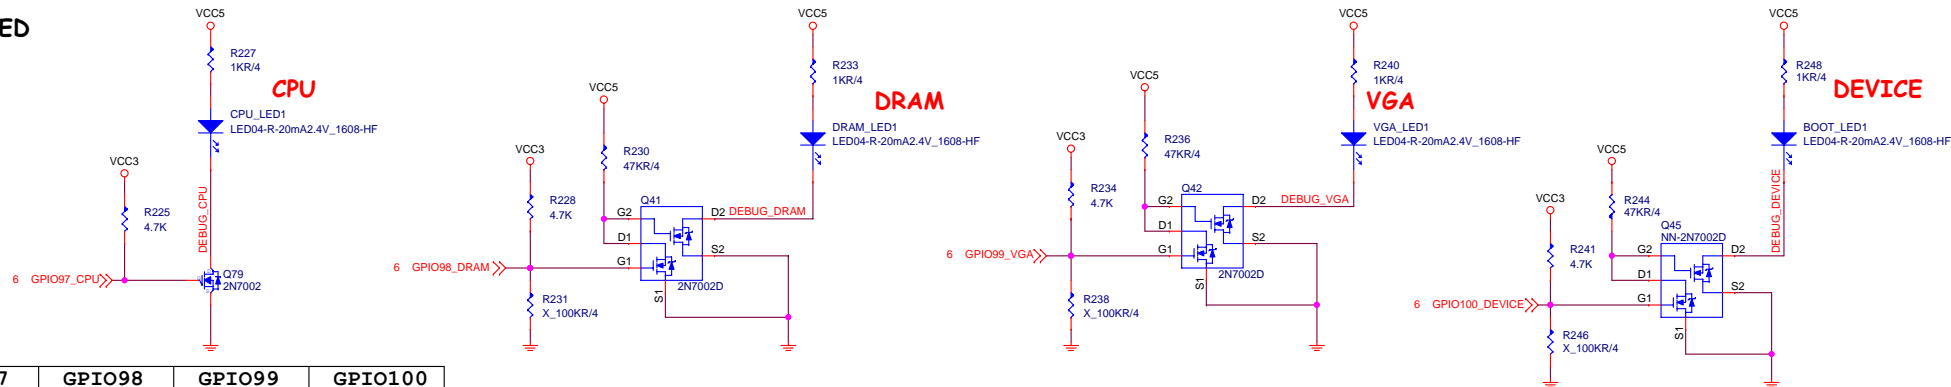 ED
VCC5
R227
1KR/4
CPU
CPU_LED1
LED04-R-20mA2.4V_1608-HF
VCC3
R225
4.7K
DEBUG_CPU
6 GPIO97_CPU
Q79
2N7002
VCC5
R233
1KR/4
DRAM
DRAM_LED1
LED04-R-20mA2.4V_1608-HF
VCC5
R230
47KR/4
VCC3
R228
4.7K
Q41
G2
D2
DEBUG_DRAM
D1
S2
6 GPIO98_DRAM
G1
S1
2N7002D
R231
X_100KR/4
VCC5
R240
1KR/4
VGA
VGA_LED1
LED04-R-20mA2.4V_1608-HF
VCC5
R236
47KR/4
VCC3
R234
4.7K
Q42
G2
D2
DEBUG_VGA
D1
S2
6 GPIO99_VGA
G1
S1
2N7002D
R238
X_100KR/4
VCC5
R248
1KR/4
DEVICE
BOOT_LED1
LED04-R-20mA2.4V_1608-HF
VCC5
R244
47KR/4
DEBUG_DEVICE
VCC3
R241
4.7K
Q45
NN-2N7002D
G2
D2
D1
S2
6 GPIO100_DEVICE
G1
S1
R246
X_100KR/4
7 GPIO98 GPIO99 GPIO100